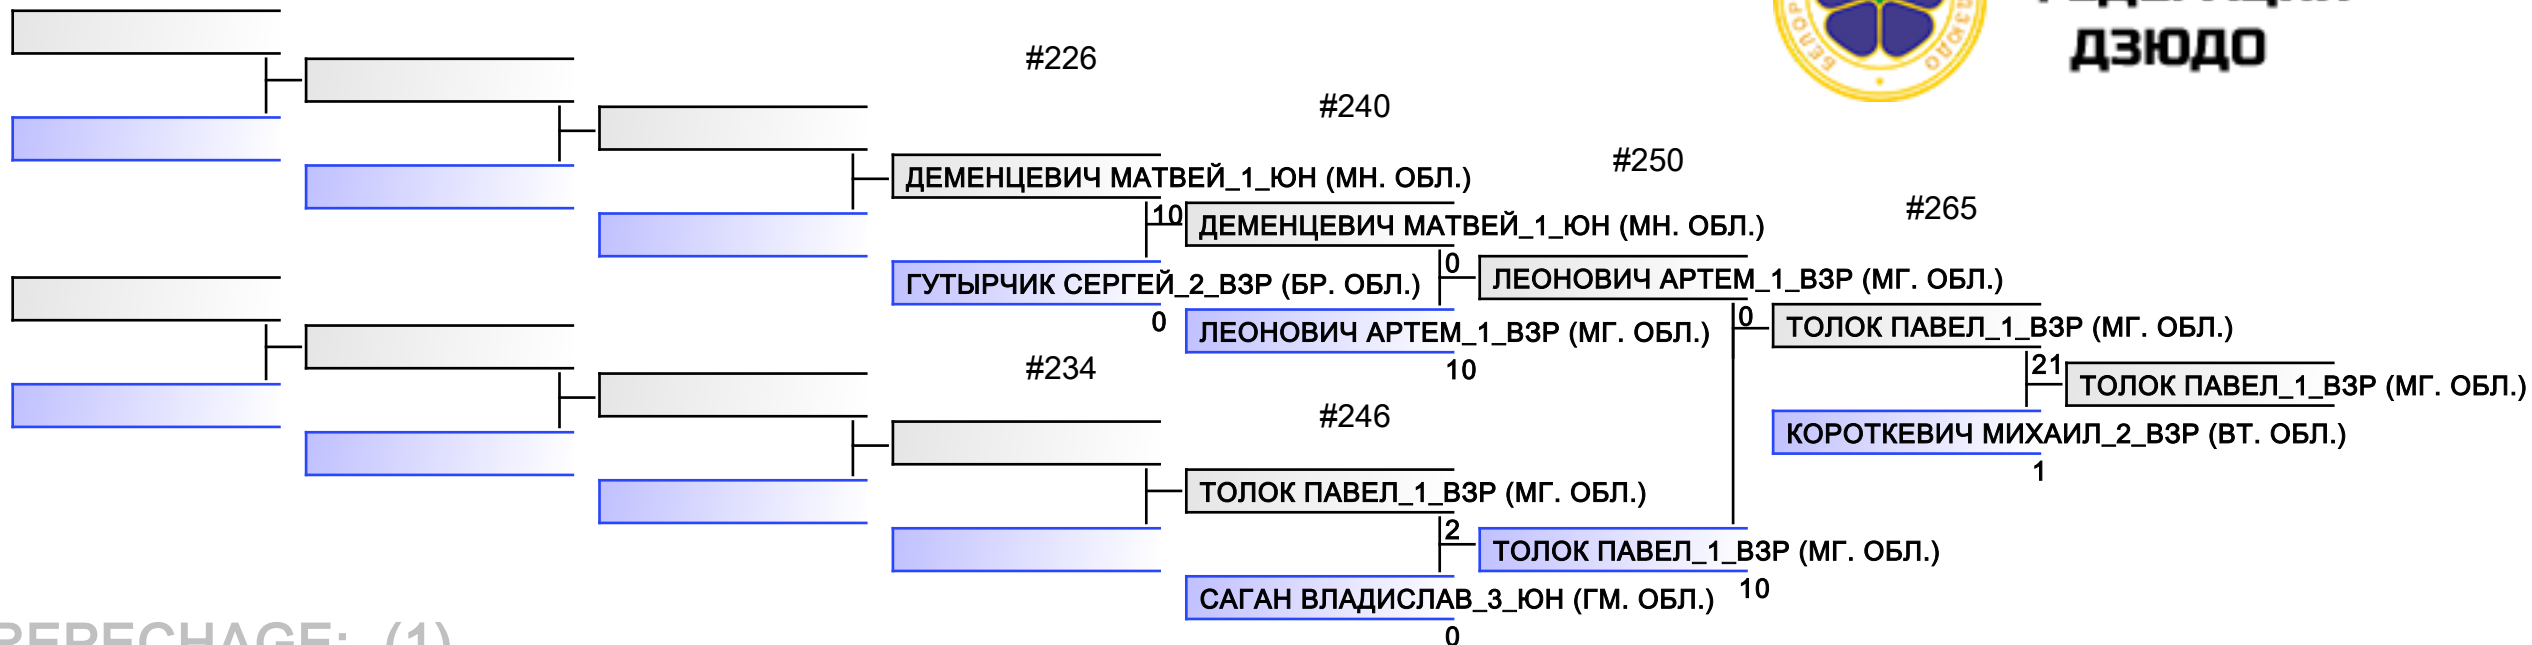 ДЗЮДО
#226
#240
#250
ДЕМЕНЦЕВИЧ МАТВЕЙ_1_ЮН (МН. ОБЛ.)
#265
10
ДЕМЕНЦЕВИЧ МАТВЕЙ_1_ЮН (МН. ОБЛ.)
0
ГУТЫРЧИК СЕРГЕЙ_2_ВЗР (БР. ОБЛ.)
ЛЕОНОВИЧ АРТЕМ_1_ВЗР (МГ. ОБЛ.)
0
0
ЛЕОНОВИЧ АРТЕМ_1_ВЗР (МГ. ОБЛ.)
ТОЛОК ПАВЕЛ_1_ВЗР (МГ. ОБЛ.)
#234
10
21
ТОЛОК ПАВЕЛ_1_ВЗР (МГ. ОБЛ.)
#246
КОРОТКЕВИЧ МИХАИЛ_2_ВЗР (ВТ. ОБЛ.)
1
ТОЛОК ПАВЕЛ_1_ВЗР (МГ. ОБЛ.)
2
ТОЛОК ПАВЕЛ_1_ВЗР (МГ. ОБЛ.)
10
САГАН ВЛАДИСЛАВ_3_ЮН (ГМ. ОБЛ.)
0
REPECHAGE: (1)